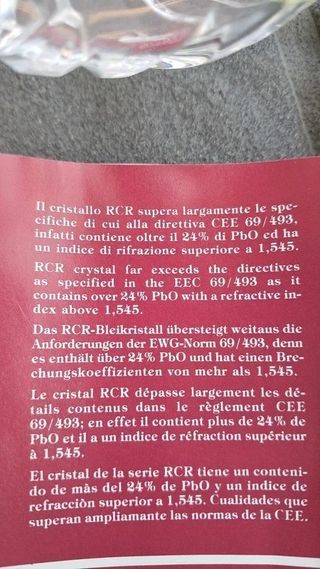 Il cristallo RCR supera largamente le spe-
cifiche di cui alla direttiva CEE 69/493,
infatti contiene oltre il 24% di PbO ed ha
un indice di rifrazione superiore a 1,545.
RCR crystal far exceeds the directives
as specified in the EEC 69/493 as it
contains over 24% PbO with a refractive in-
dex above 1,545.
Das RCR-Bleikristall übersteigt weitaus die
Anforderungen der EWG-Norm 69/493, denn
es enthält über 24% PbO und hat einen Bre-
chungskoeffizienten von mehr als 1,545.
Le cristal RCR dépasse largement les dé-
tails contenus dans le règlement CEE
69/493; en effet il contient plus de 24% de
PbO et il a un indice de réfraction supérieur
à 1,545.
El cristal de la serie RCR tiene un conteni-
do de màs del 24% de PbO y un indice de
refracciòn superior a 1,545. Cualidades que
superan ampliamante las normas de la CEE.